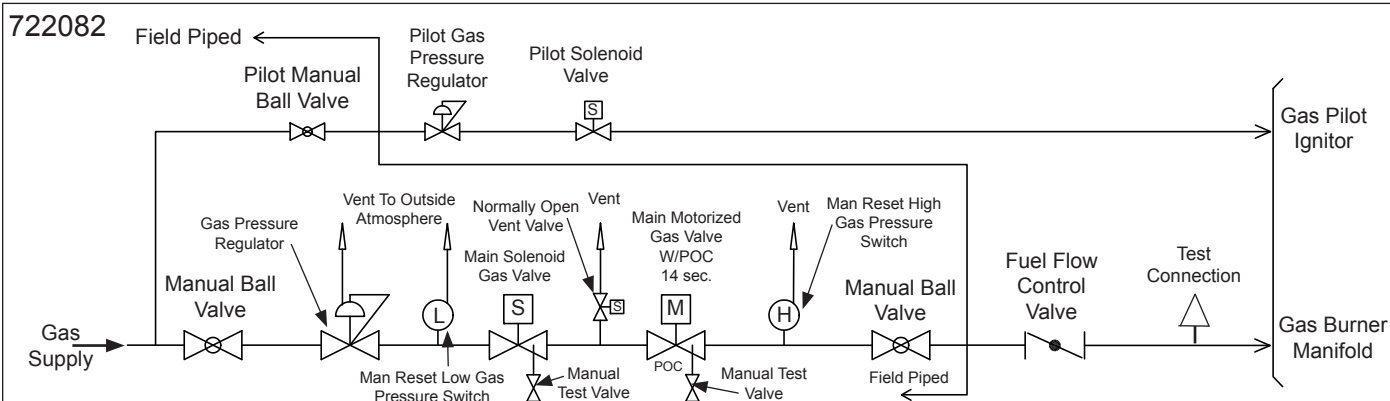 722082
Field Piped
Pilot Gas
Pressure
Regulator
Pilot Solenoid
Valve
Pilot Manual
Ball Valve
S
Gas Pilot
Ignitor
Gas Pressure
Regulator
Vent To Outside
Atmosphere
Normally Open
Vent Valve
Vent
Main Motorized
Gas Valve
W/POC
14 sec.
Vent
Man Reset High
Gas Pressure
Switch
Main Solenoid
Gas Valve
Manual Ball
Valve
Manual Ball
Valve
Fuel Flow
Control
Valve
Test
Connection
L
S
S
M
H
Gas
Supply
Gas Burner
Manifold
POC
Man Reset Low Gas
Pressure Switch
Manual
Test Valve
Manual Test
Valve
Field Piped